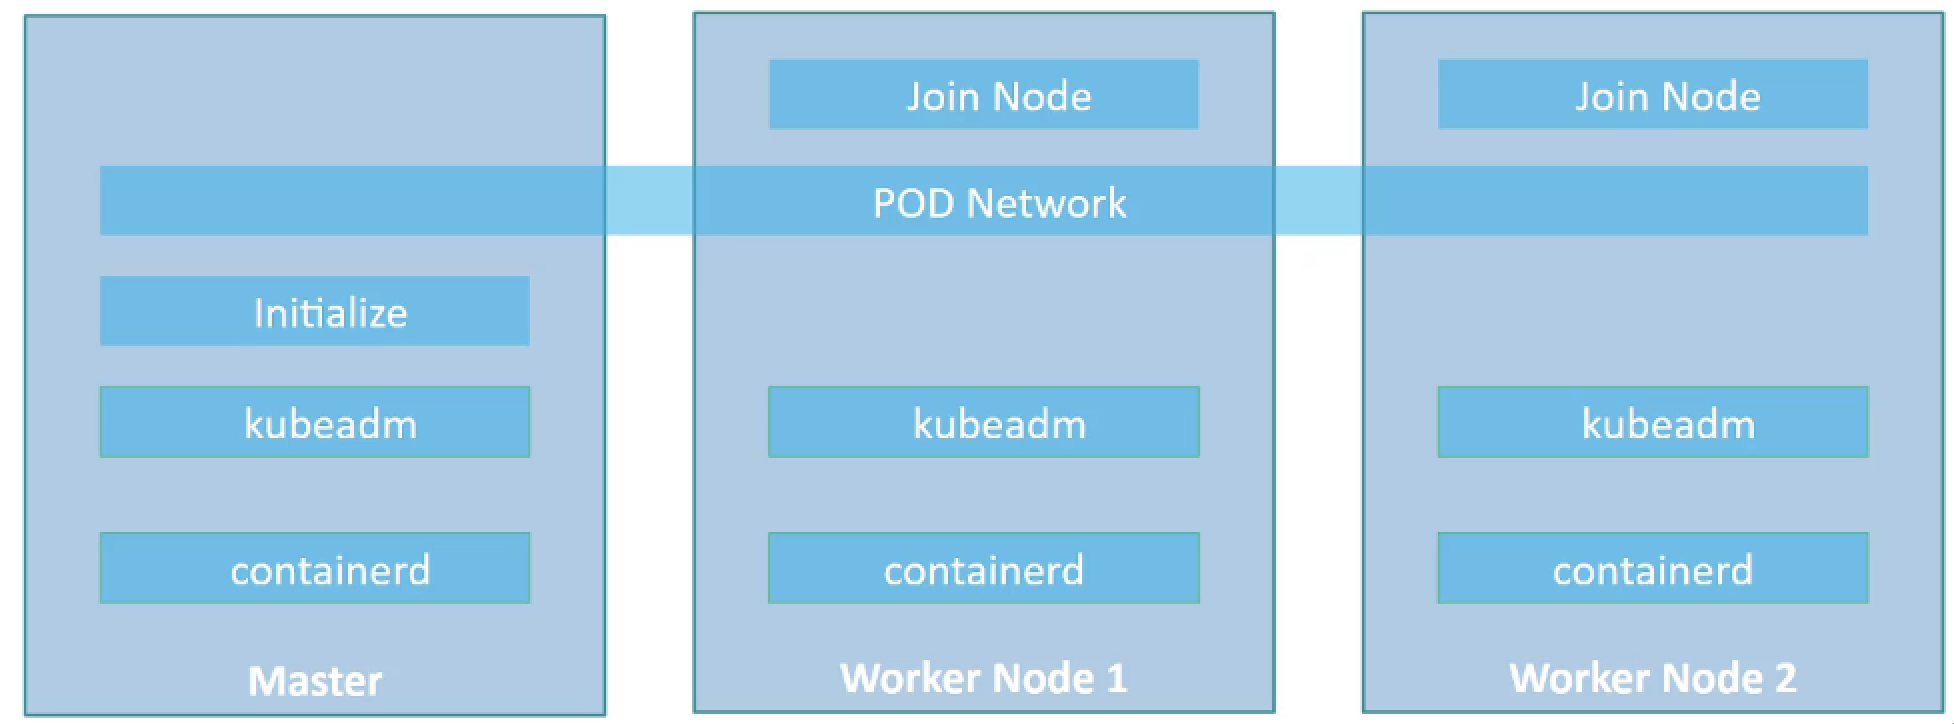 Join Node
Join Node
POD Network
Initialize
kubeadm
kubeadm
kubeadm
containerd
containerd
containerd
Master
Worker Node 1
Worker Node 2